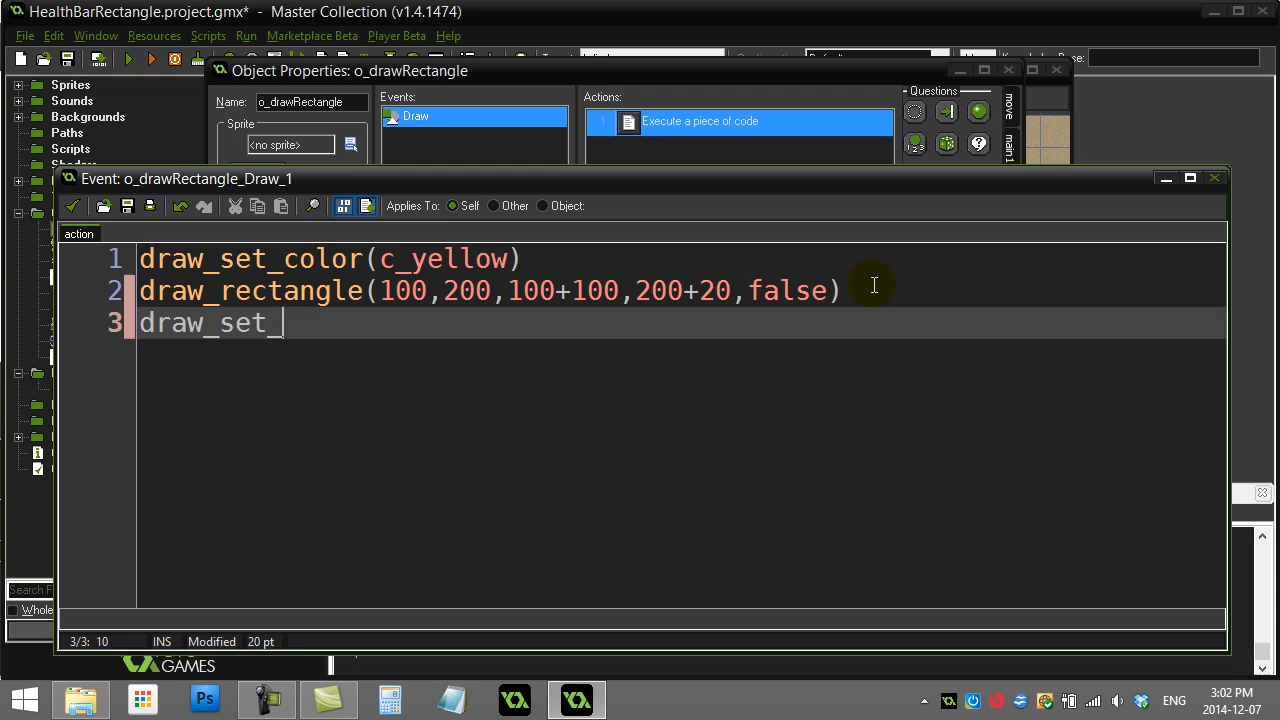 HealthBarRectangle.project.gmx* - Master Collection (v1.4.1474)
File Edit Window Resources Scripts Run Marketplace Beta Player Beta Help
Object Properties: o_drawRectangle
Sprites
Sounds
Backgrounds
Paths
Scripts
Name: o_drawRectangle
Sprite
<no sprite>
Events:
Draw
Actions:
1 Execute a piece of code
Questions
move
main1
Event: o_drawRectangle_Draw_1
Applies To: Self Other Object:
action
1 draw_set_color(c_yellow)
2 draw_rectangle(100,200,100+100,200+20,false)
3 draw_set_
3/3: 10 INS Modified 20 pt
GAMES
Ps
ENG
3:02 PM
2014-12-07